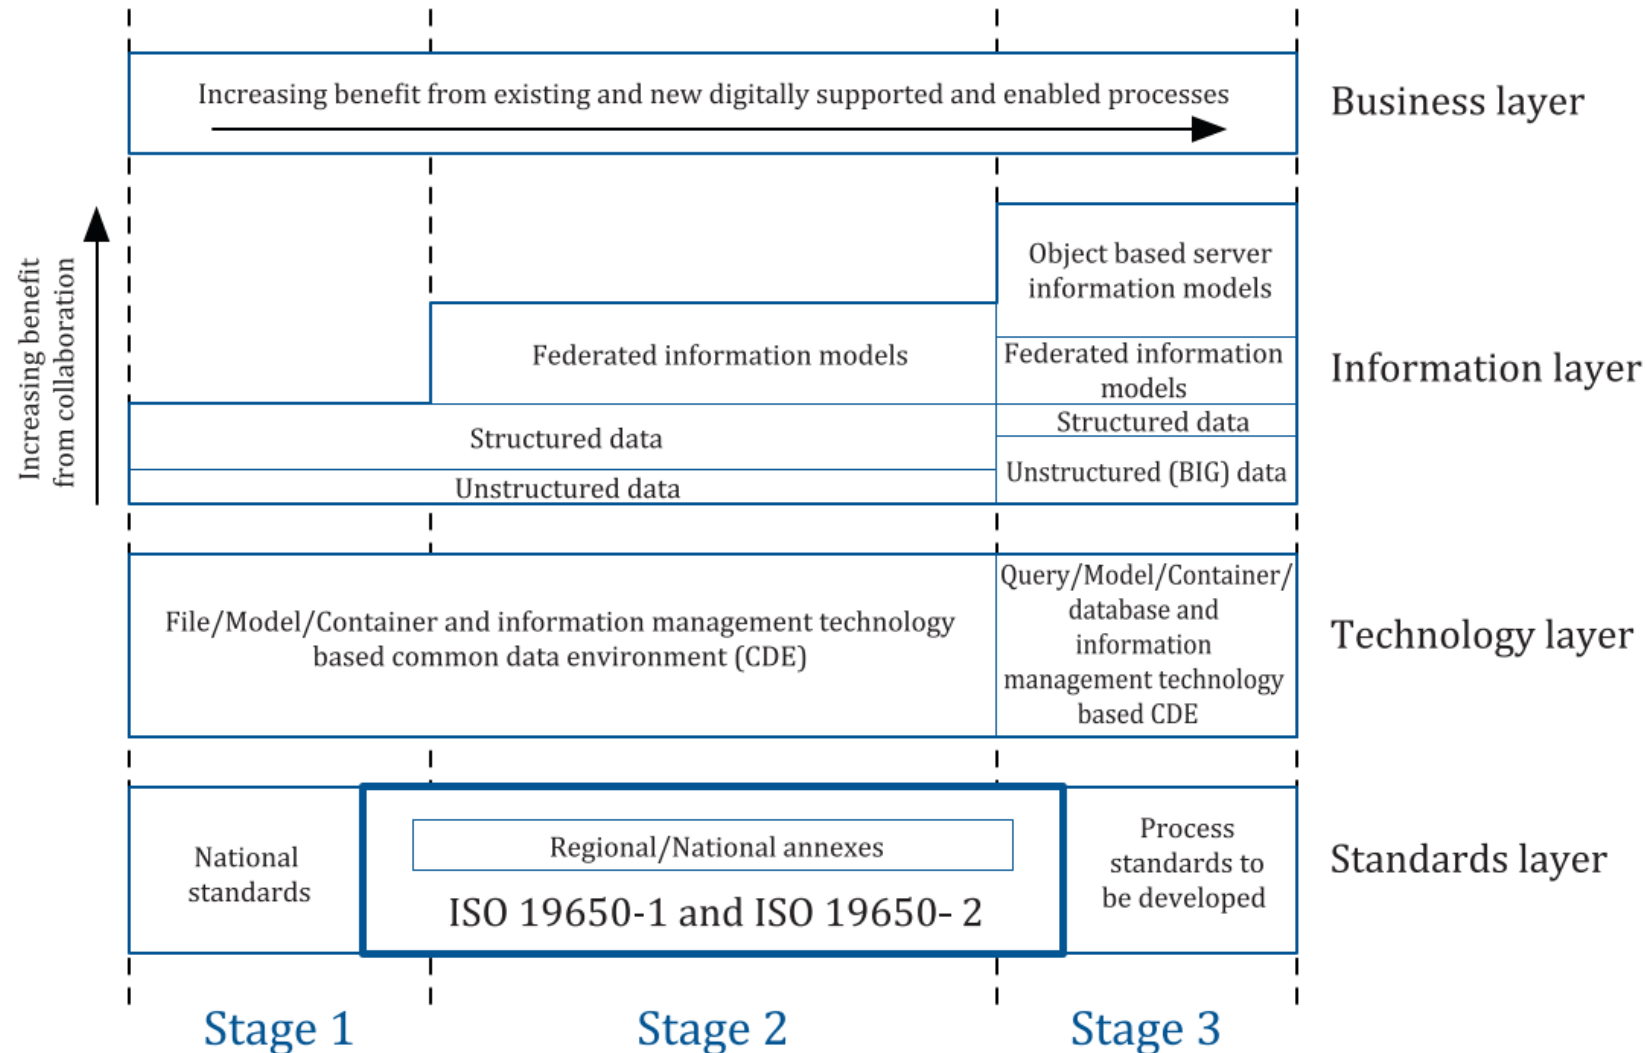 Increasing benefit from existing and new digitally supported and enabled processes
Business layer
Increasing benefit
from collaboration
Object based server
information models
Federated information models
Federated information
models
Information layer
Structured data
Structured data
Unstructured data
Unstructured (BIG) data
File/Model/Container and information management technology
based common data environment (CDE)
Query/Model/Container/
database and
information
management technology
based CDE
Technology layer
National
standards
Regional/National annexes
ISO 19650-1 and ISO 19650- 2
Process
standards to
be developed
Standards layer
Stage 1
Stage 2
Stage 3